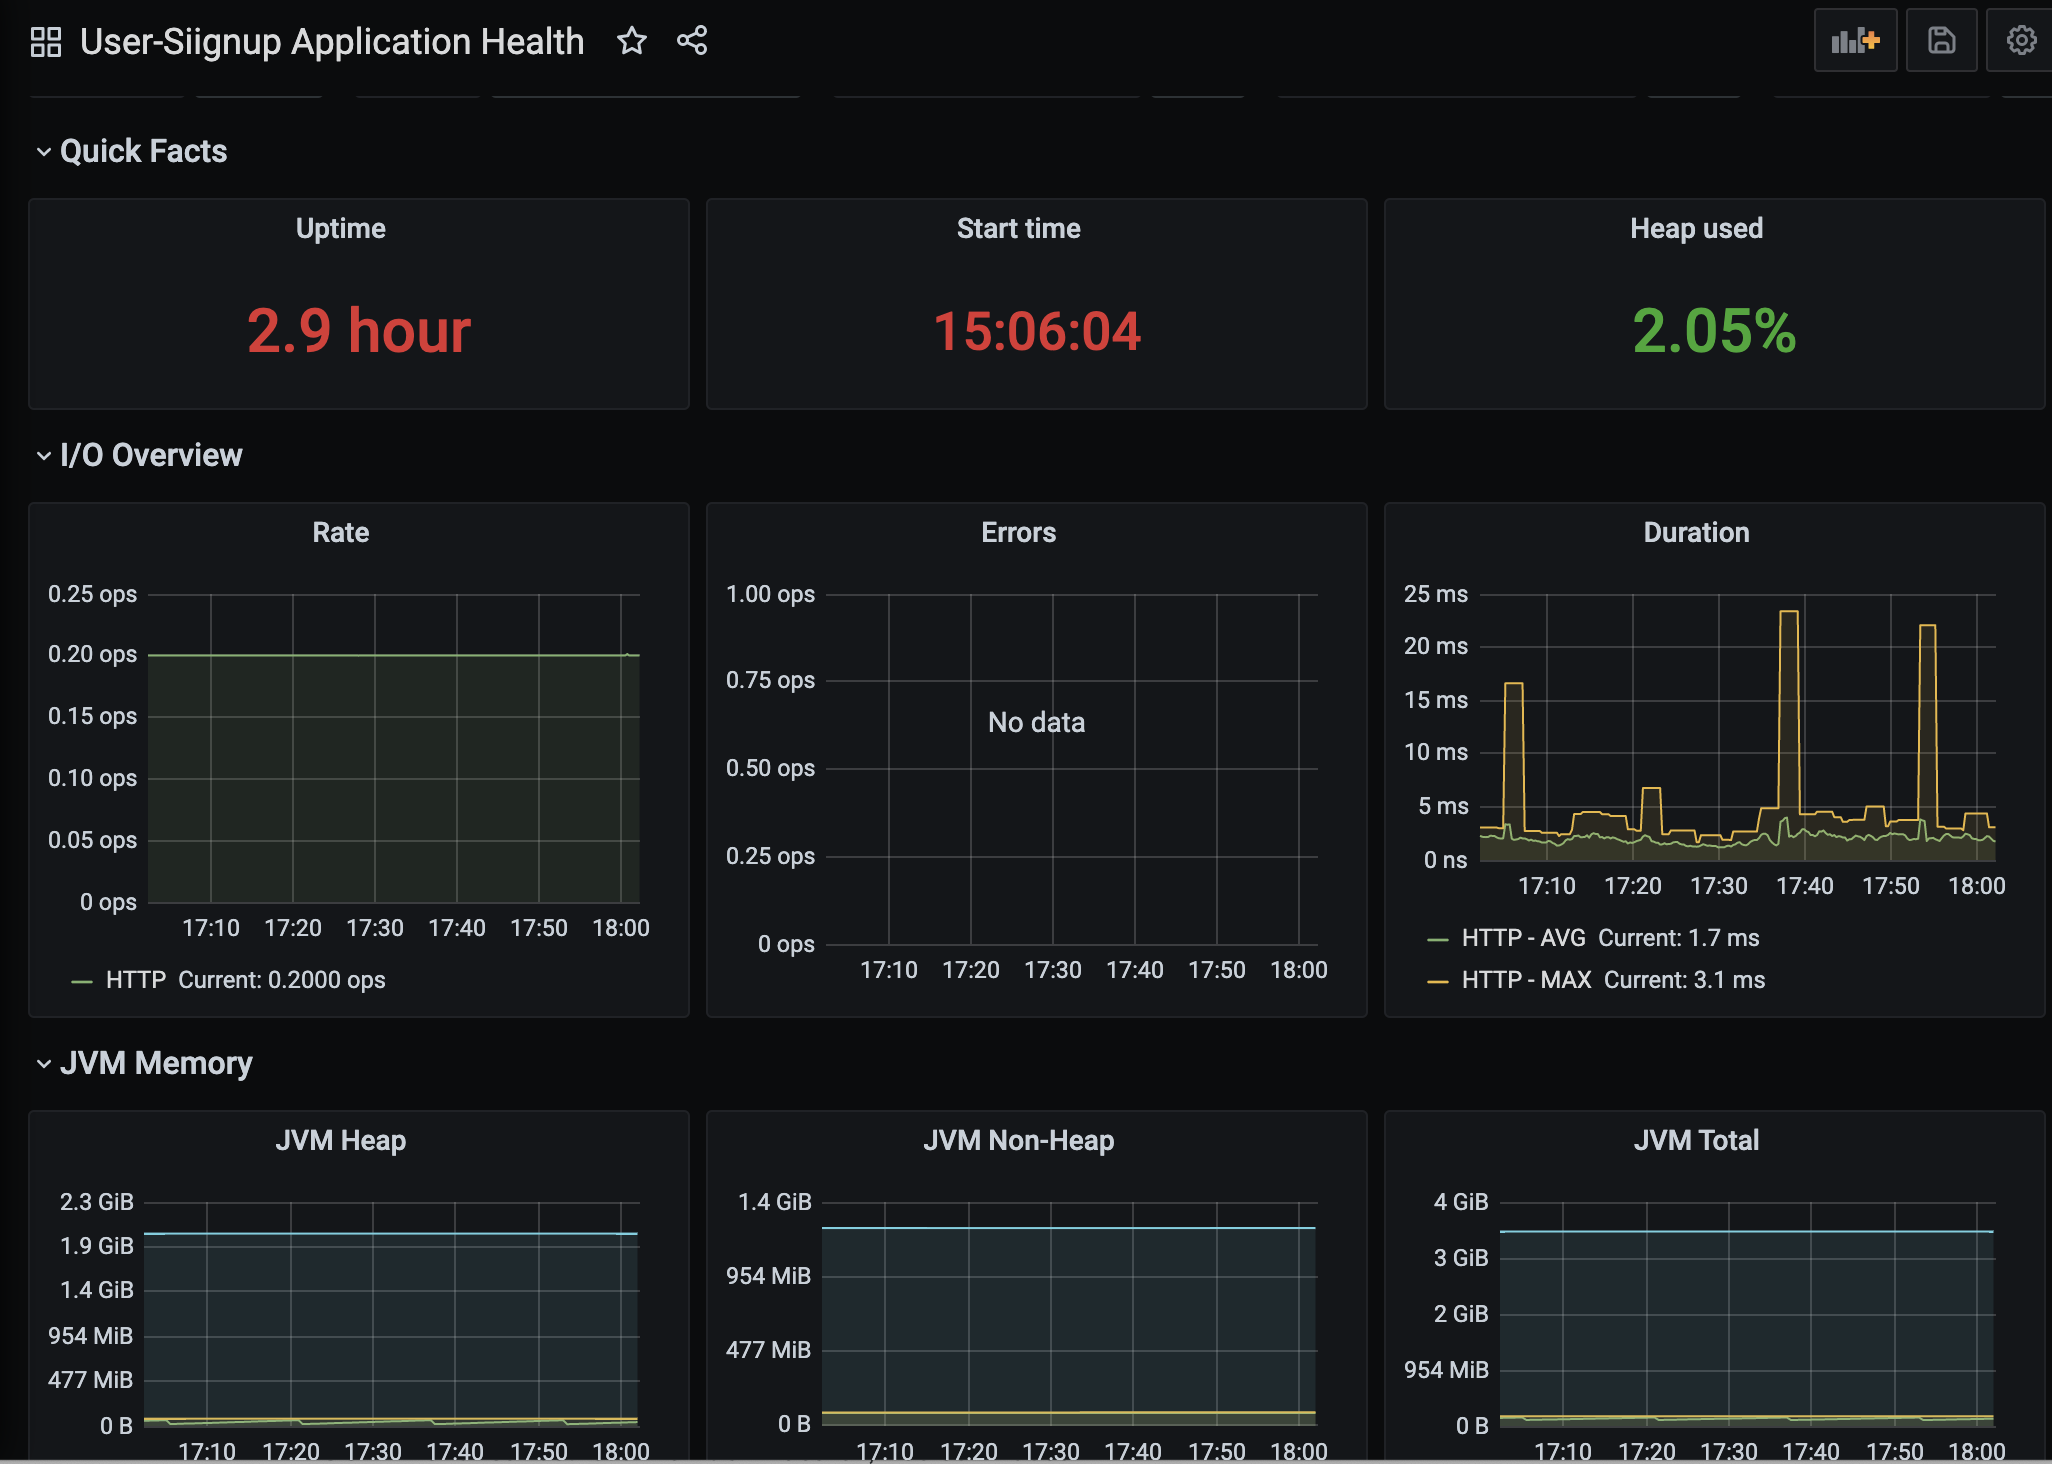 User-Siignup Application Health
Quick Facts
Uptime
2.9 hour
Start time
15:06:04
Heap used
2.05%
I/O Overview
Rate
0.25 ops
0.20 ops
0.15 ops
0.10 ops
0.05 ops
0 ops
17:10 17:20 17:30 17:40 17:50 18:00
HTTP Current: 0.2000 ops
Errors
1.00 ops
0.75 ops
No data
0.50 ops
0.25 ops
0 ops
17:10 17:20 17:30 17:40 17:50 18:00
Duration
25 ms
20 ms
15 ms
10 ms
5 ms
0 ns
17:10 17:20 17:30 17:40 17:50 18:00
HTTP - AVG Current: 1.7 ms
HTTP - MAX Current: 3.1 ms
JVM Memory
JVM Heap
2.3 GiB
1.9 GiB
1.4 GiB
954 MiB
477 MiB
0 B
17:10 17:20 17:30 17:40 17:50 18:00
JVM Non-Heap
1.4 GiB
954 MiB
477 MiB
0 B
17:10 17:20 17:30 17:40 17:50 18:00
JVM Total
4 GiB
3 GiB
2 GiB
954 MiB
0 B
17:10 17:20 17:30 17:40 17:50 18:00